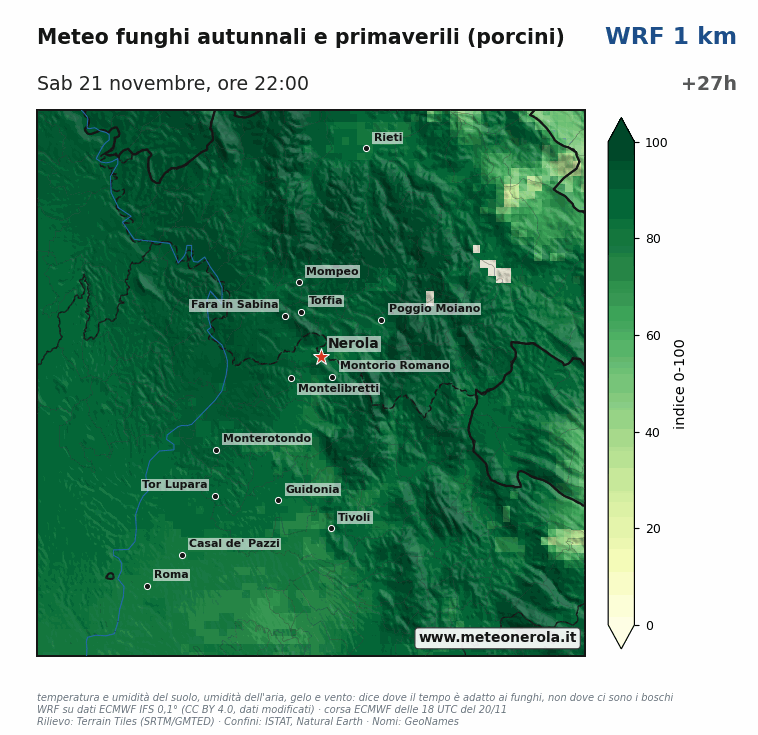 Meteo funghi autunnali e primaverili (porcini)
WRF 1 km
Sab 21 novembre, ore 22:00
+27h
Rieti
Mompeo
Fara in Sabina
Toffia
Poggio Moiano
Nerola
Montorio Romano
Montelibretti
Monterotondo
Tor Lupara
Guidonia
Tivoli
Casal de' Pazzi
Roma
www.meteonerola.it
100
80
60
40
20
0
indice 0-100
temperatura e umidità del suolo, umidità dell'aria, gelo e vento: dice dove il tempo è adatto ai funghi, non dove ci sono i boschi
WRF su dati ECMWF IFS 0,1° (CC BY 4.0, dati modificati) · corsa ECMWF delle 18 UTC del 20/11
Rilievo: Terrain Tiles (SRTM/GMTED) · Confini: ISTAT, Natural Earth · Nomi: GeoNames